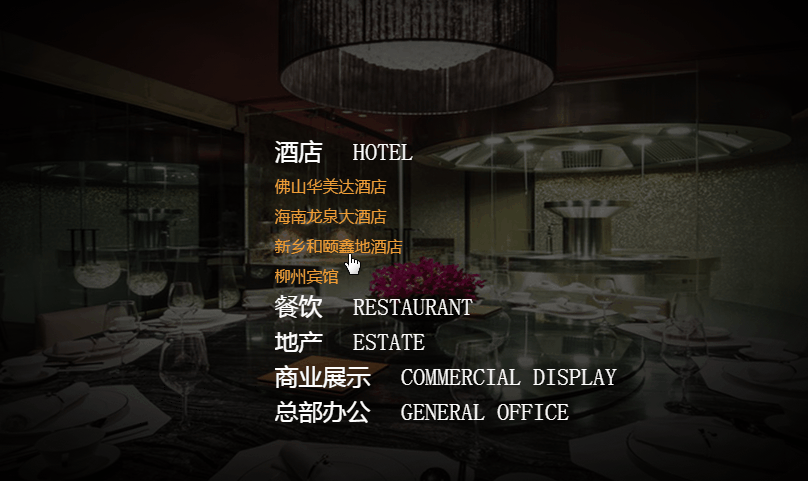 酒店 HOTEL
佛山华美达酒店
海南龙泉大酒店
新乡和颐鑫地酒店
柳州宾馆
餐饮 RESTAURANT
地产 ESTATE
商业展示 COMMERCIAL DISPLAY
总部办公 GENERAL OFFICE